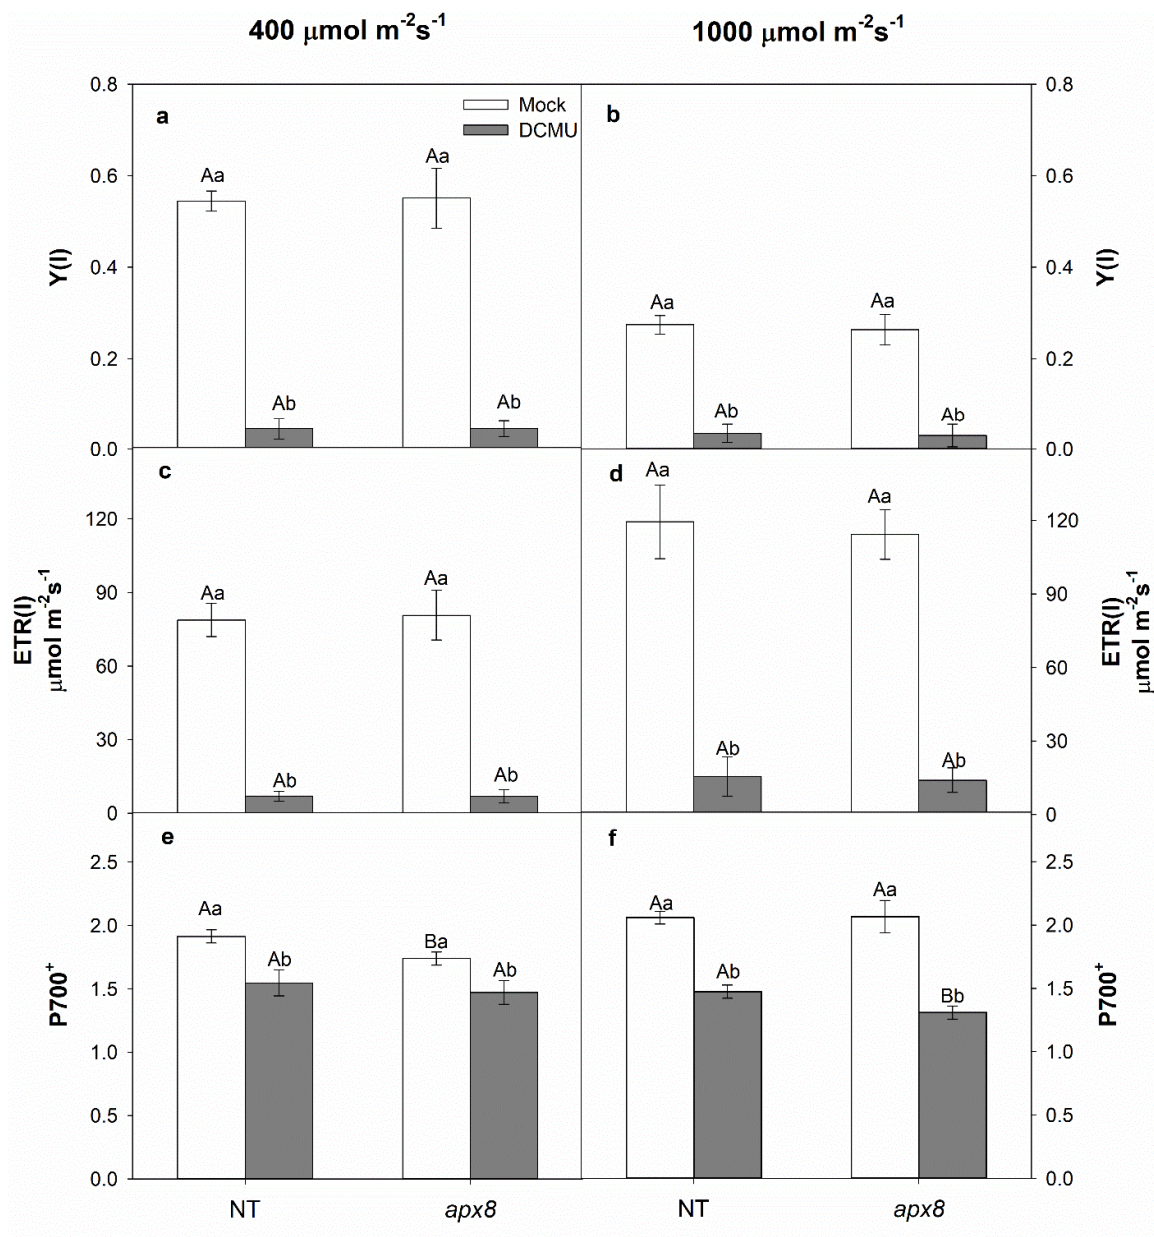 400 μmol m⁻²s⁻¹
1000 μmol m⁻²s⁻¹
a
Mock
DCMU
b
0.8
0.6
0.4
0.2
0.0
Y(I)
Aa
Ab
Aa
Ab
Aa
Ab
Aa
Ab
0.8
0.6
0.4
0.2
0.0
Y(I)
c
d
120
90
60
30
0
ETR(I)
μmol m⁻²s⁻¹
Aa
Ab
Aa
Ab
Aa
Ab
Aa
Ab
120
90
60
30
0
ETR(I)
μmol m⁻²s⁻¹
e
f
2.5
2.0
1.5
1.0
0.5
0.0
P700⁺
Aa
Ab
Ba
Ab
Aa
Ab
Aa
Bb
2.5
2.0
1.5
1.0
0.5
0.0
P700⁺
NT
apx8
NT
apx8